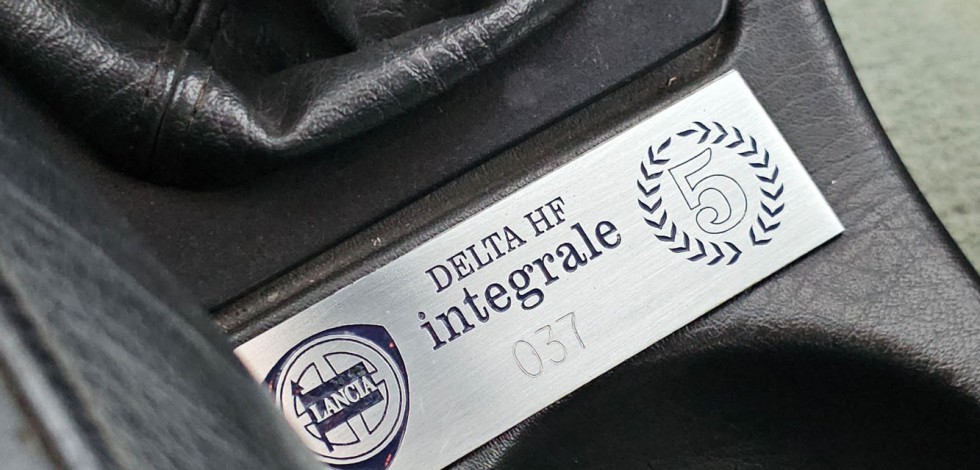 DELTA HF
integrale
037
5
LANCIA